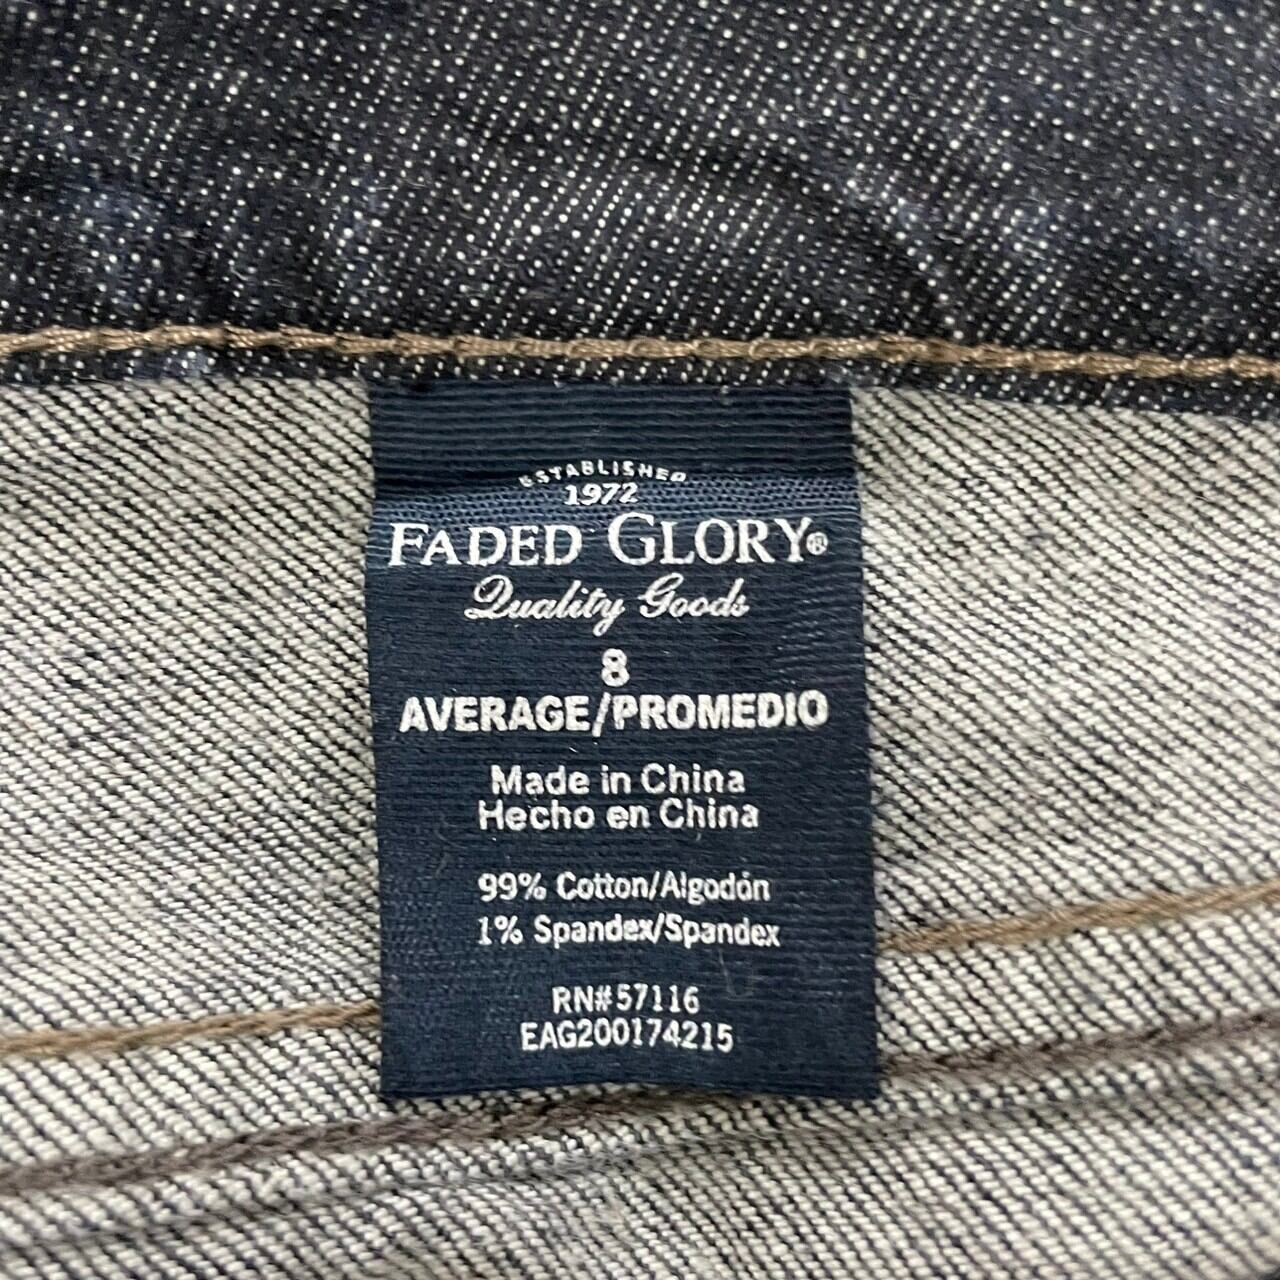 ESTABLISHED
1972
FADED GLORY®
Quality Goods
8
AVERAGE/PROMEDIO
Made in China
Hecho en China
99% Cotton/Algodón
1% Spandex/Spandex
RN#57116
EAG200174215